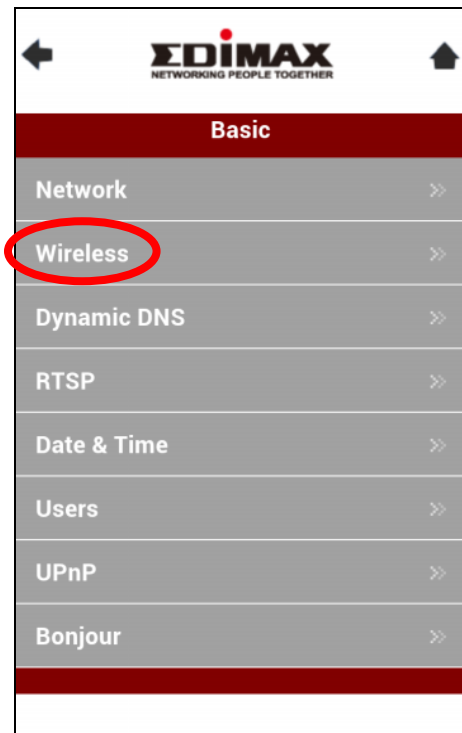 EDIMAX
NETWORKING PEOPLE TOGETHER
Basic
Network
Wireless
Dynamic DNS
RTSP
Date & Time
Users
UPnP
Bonjour